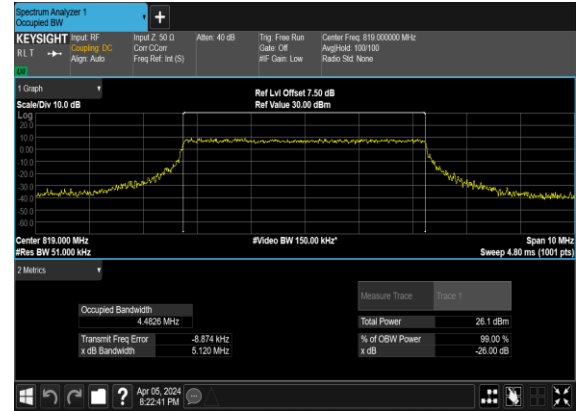 Spectrum Analyzer 1
Occupied BW
KEYSIGHT
RLT
LU
Input: RF
Coupling: DC
Align: Auto
Input Z: 50 Ω
Corr CCorr
Freq Ref: Int (S)
Atten: 40 dB
Trig: Free Run
Gate: Off
#IF Gain: Low
Center Freq: 819.000000 MHz
Avg|Hold: 100/100
Radio Std: None
1 Graph
Scale/Div 10.0 dB
Ref Lvl Offset 7.50 dB
Ref Value 30.00 dBm
Log
20.0
10.0
0.00
-10.0
-20.0
-30.0
-40.0
-50.0
-60.0
Center 819.000 MHz
#Res BW 51.000 kHz
#Video BW 150.00 kHz*
Span 10 MHz
Sweep 4.80 ms (1001 pts)
2 Metrics
Measure Trace Trace 1
Occupied Bandwidth
4.4826 MHz
Total Power 26.1 dBm
Transmit Freq Error -8.874 kHz
% of OBW Power 99.00 %
x dB Bandwidth 5.120 MHz
x dB -26.00 dB
?
Apr 05, 2024
8:22:41 PM